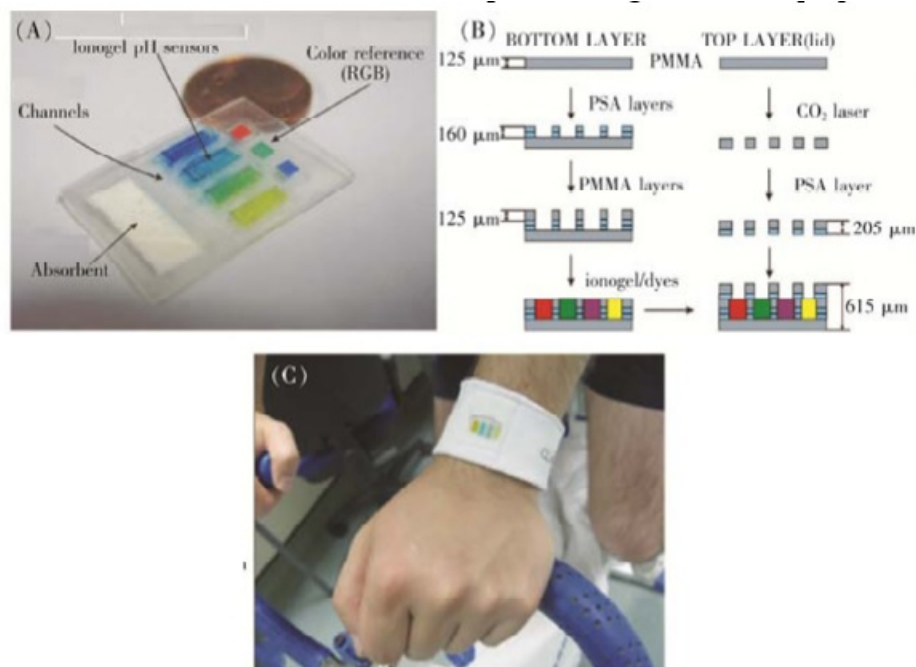 (A)
Ionogel pH sensors
Color reference
(RGB)
Channels
Absorbent
(B)
BOTTOM LAYER
TOP LAYER(lid)
125 μm
PMMA
PSA layers
CO₂ laser
160 μm
PMMA layers
PSA layer
125 μm
205 μm
ionogel/dyes
615 μm
(C)